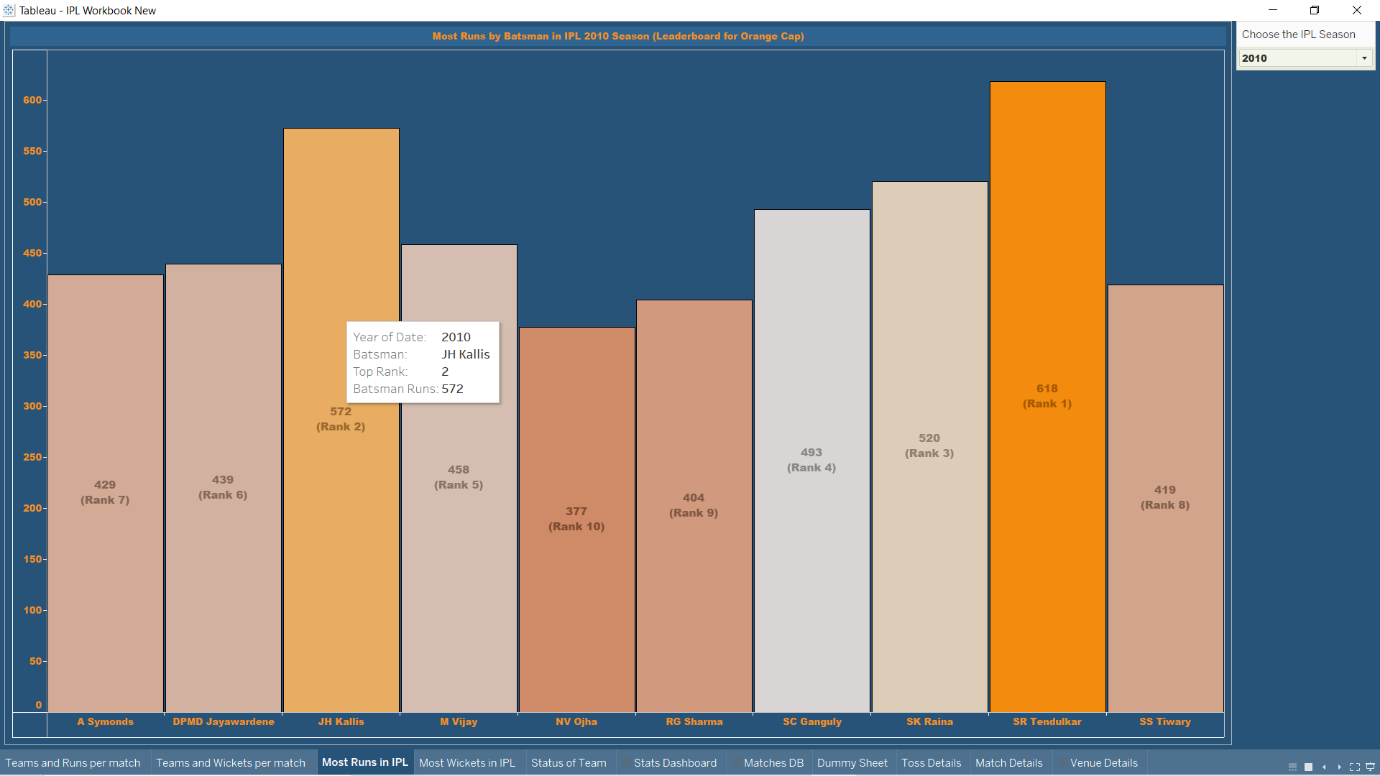 Tableau - IPL Workbook New
Most Runs by Batsman in IPL 2010 Season (Leaderboard for Orange Cap)
Choose the IPL Season
2010
600
550
500
450
400
350
300
250
200
150
100
50
0
429
(Rank 7)
439
(Rank 6)
572
(Rank 2)
Year of Date: 2010
Batsman: JH Kallis
Top Rank: 2
Batsman Runs: 572
458
(Rank 5)
377
(Rank 10)
404
(Rank 9)
493
(Rank 4)
520
(Rank 3)
618
(Rank 1)
419
(Rank 8)
A Symonds DPMD Jayawardene JH Kallis M Vijay NV Ojha RG Sharma SC Ganguly SK Raina SR Tendulkar SS Tiwary
Teams and Runs per match Teams and Wickets per match Most Runs in IPL Most Wickets in IPL Status of Team Stats Dashboard Matches DB Dummy Sheet Toss Details Match Details Venue Details